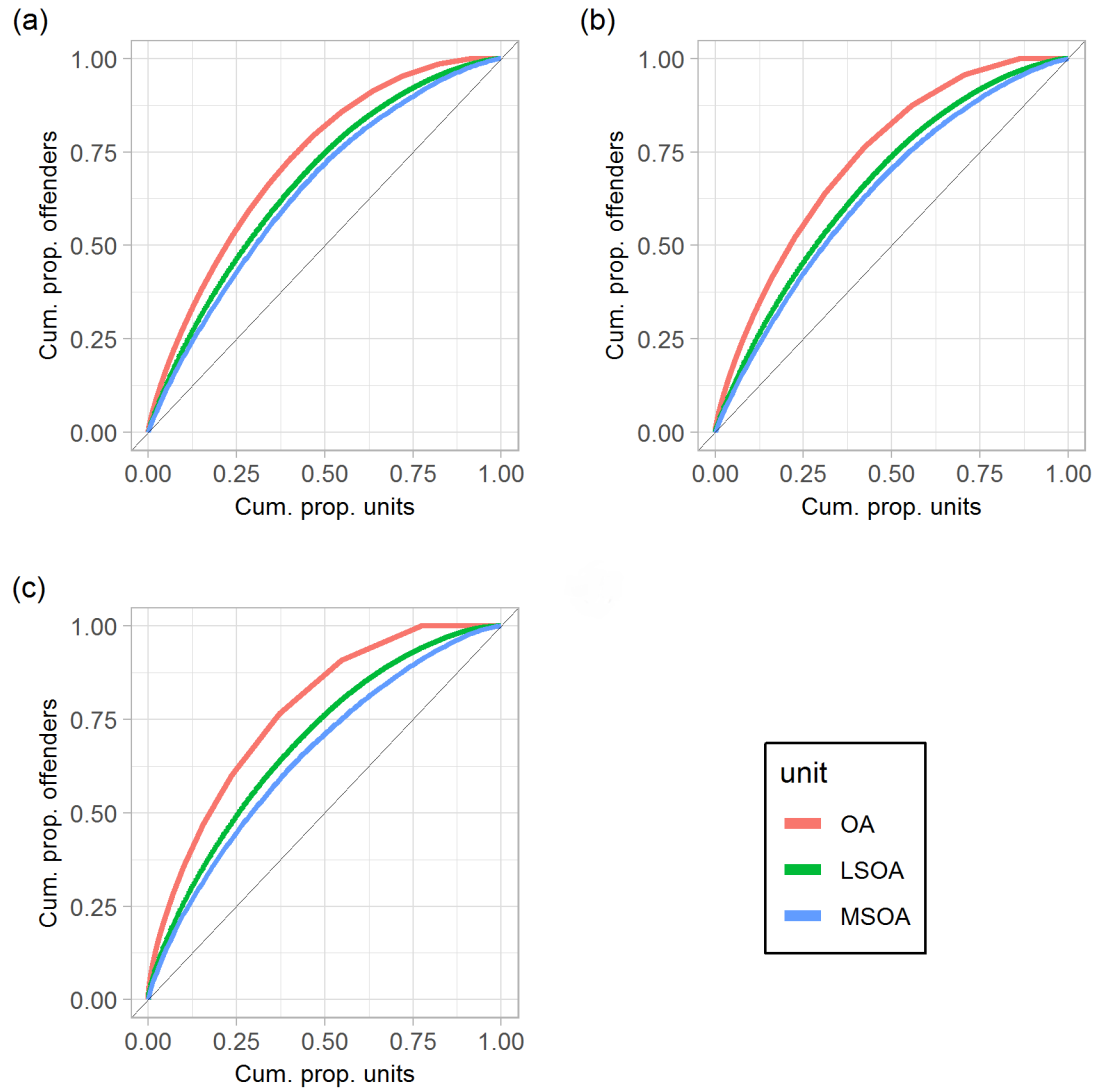 (a)
1.00
0.75
0.50
0.25
0.00
Cum. prop. offenders
0.00 0.25 0.50 0.75 1.00
Cum. prop. units
(b)
1.00
0.75
0.50
0.25
0.00
Cum. prop. offenders
0.00 0.25 0.50 0.75 1.00
Cum. prop. units
(c)
1.00
0.75
0.50
0.25
0.00
Cum. prop. offenders
0.00 0.25 0.50 0.75 1.00
Cum. prop. units
unit
OA
LSOA
MSOA